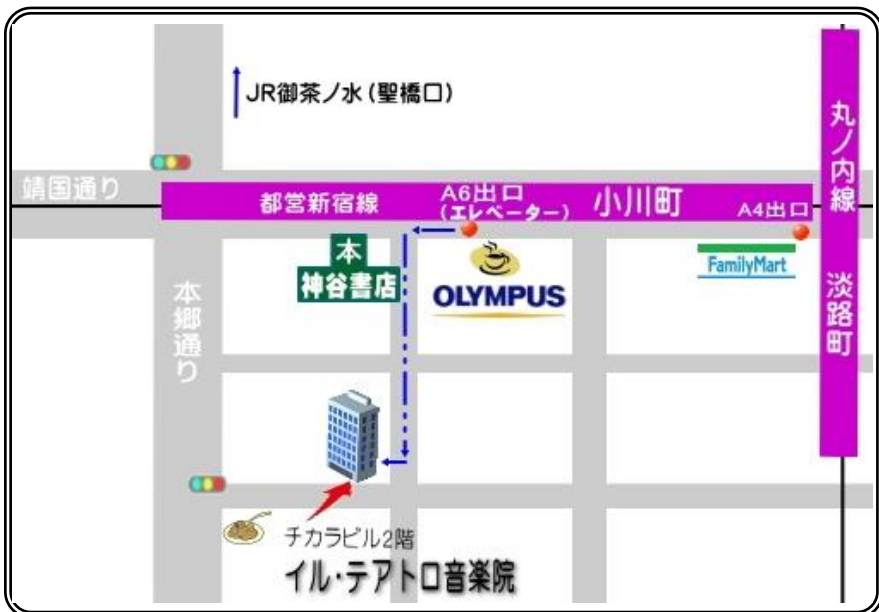 JR御茶ノ水(聖橋口)
丸ノ内線
靖国通り
都営新宿線
A6出口
(エレベーター)
小川町
A4出口
本
神谷書店
OLYMPUS
FamilyMart
淡路町
本郷通り
チカラビル2階
イル・テアトロ音楽院